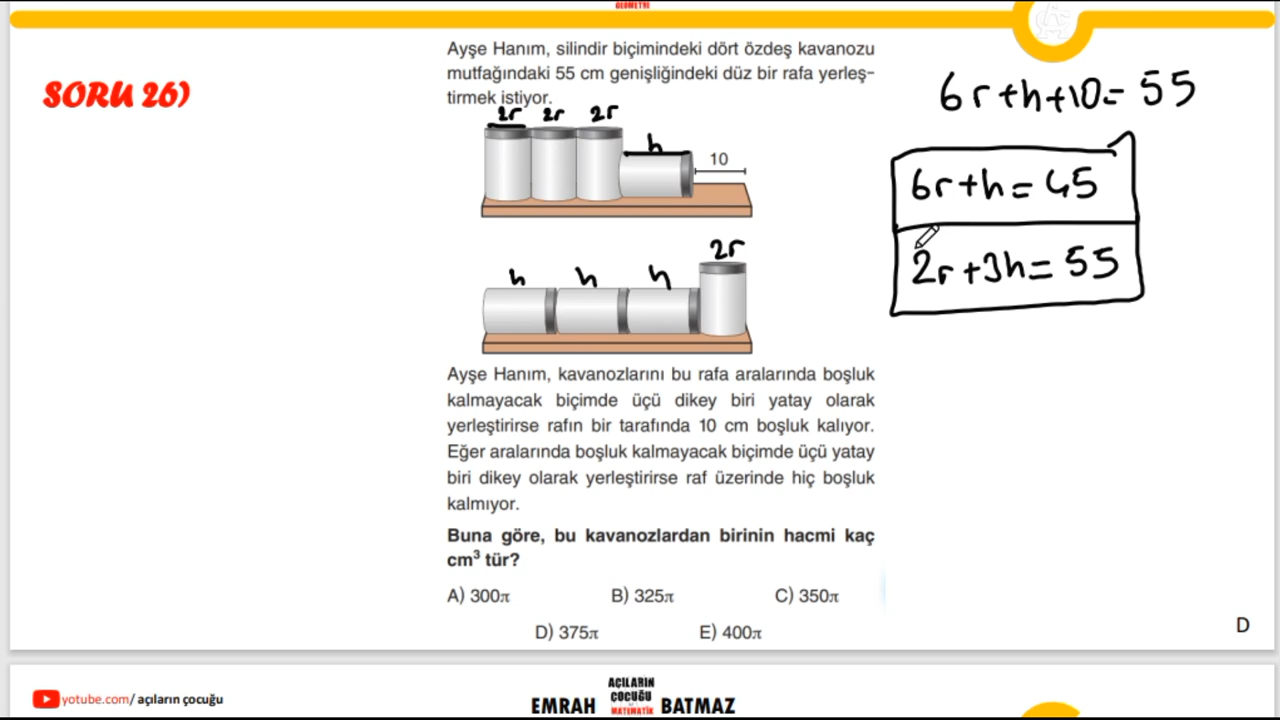 GEOMETRİ
SORU 26)
Ayşe Hanım, silindir biçimindeki dört özdeş kavanozu
mutfağındaki 55 cm genişliğindeki düz bir rafa yerleş-
tirmek istiyor.
2r 2r 2r
h
10
6r+h+10=55
6r+h=45
2r+3h=55
2r
h h h
Ayşe Hanım, kavanozlarını bu rafa aralarında boşluk
kalmayacak biçimde üçü dikey biri yatay olarak
yerleştirirse rafın bir tarafında 10 cm boşluk kalıyor.
Eğer aralarında boşluk kalmayacak biçimde üçü yatay
biri dikey olarak yerleştirirse raf üzerinde hiç boşluk
kalmıyor.
Buna göre, bu kavanozlardan birinin hacmi kaç
cm³ tür?
A) 300π B) 325π C) 350π
D) 375π E) 400π
D
yotube.com/ açıların çocuğu
AÇILARIN
ÇOCUĞU
EMRAH MATEMATİK BATMAZ